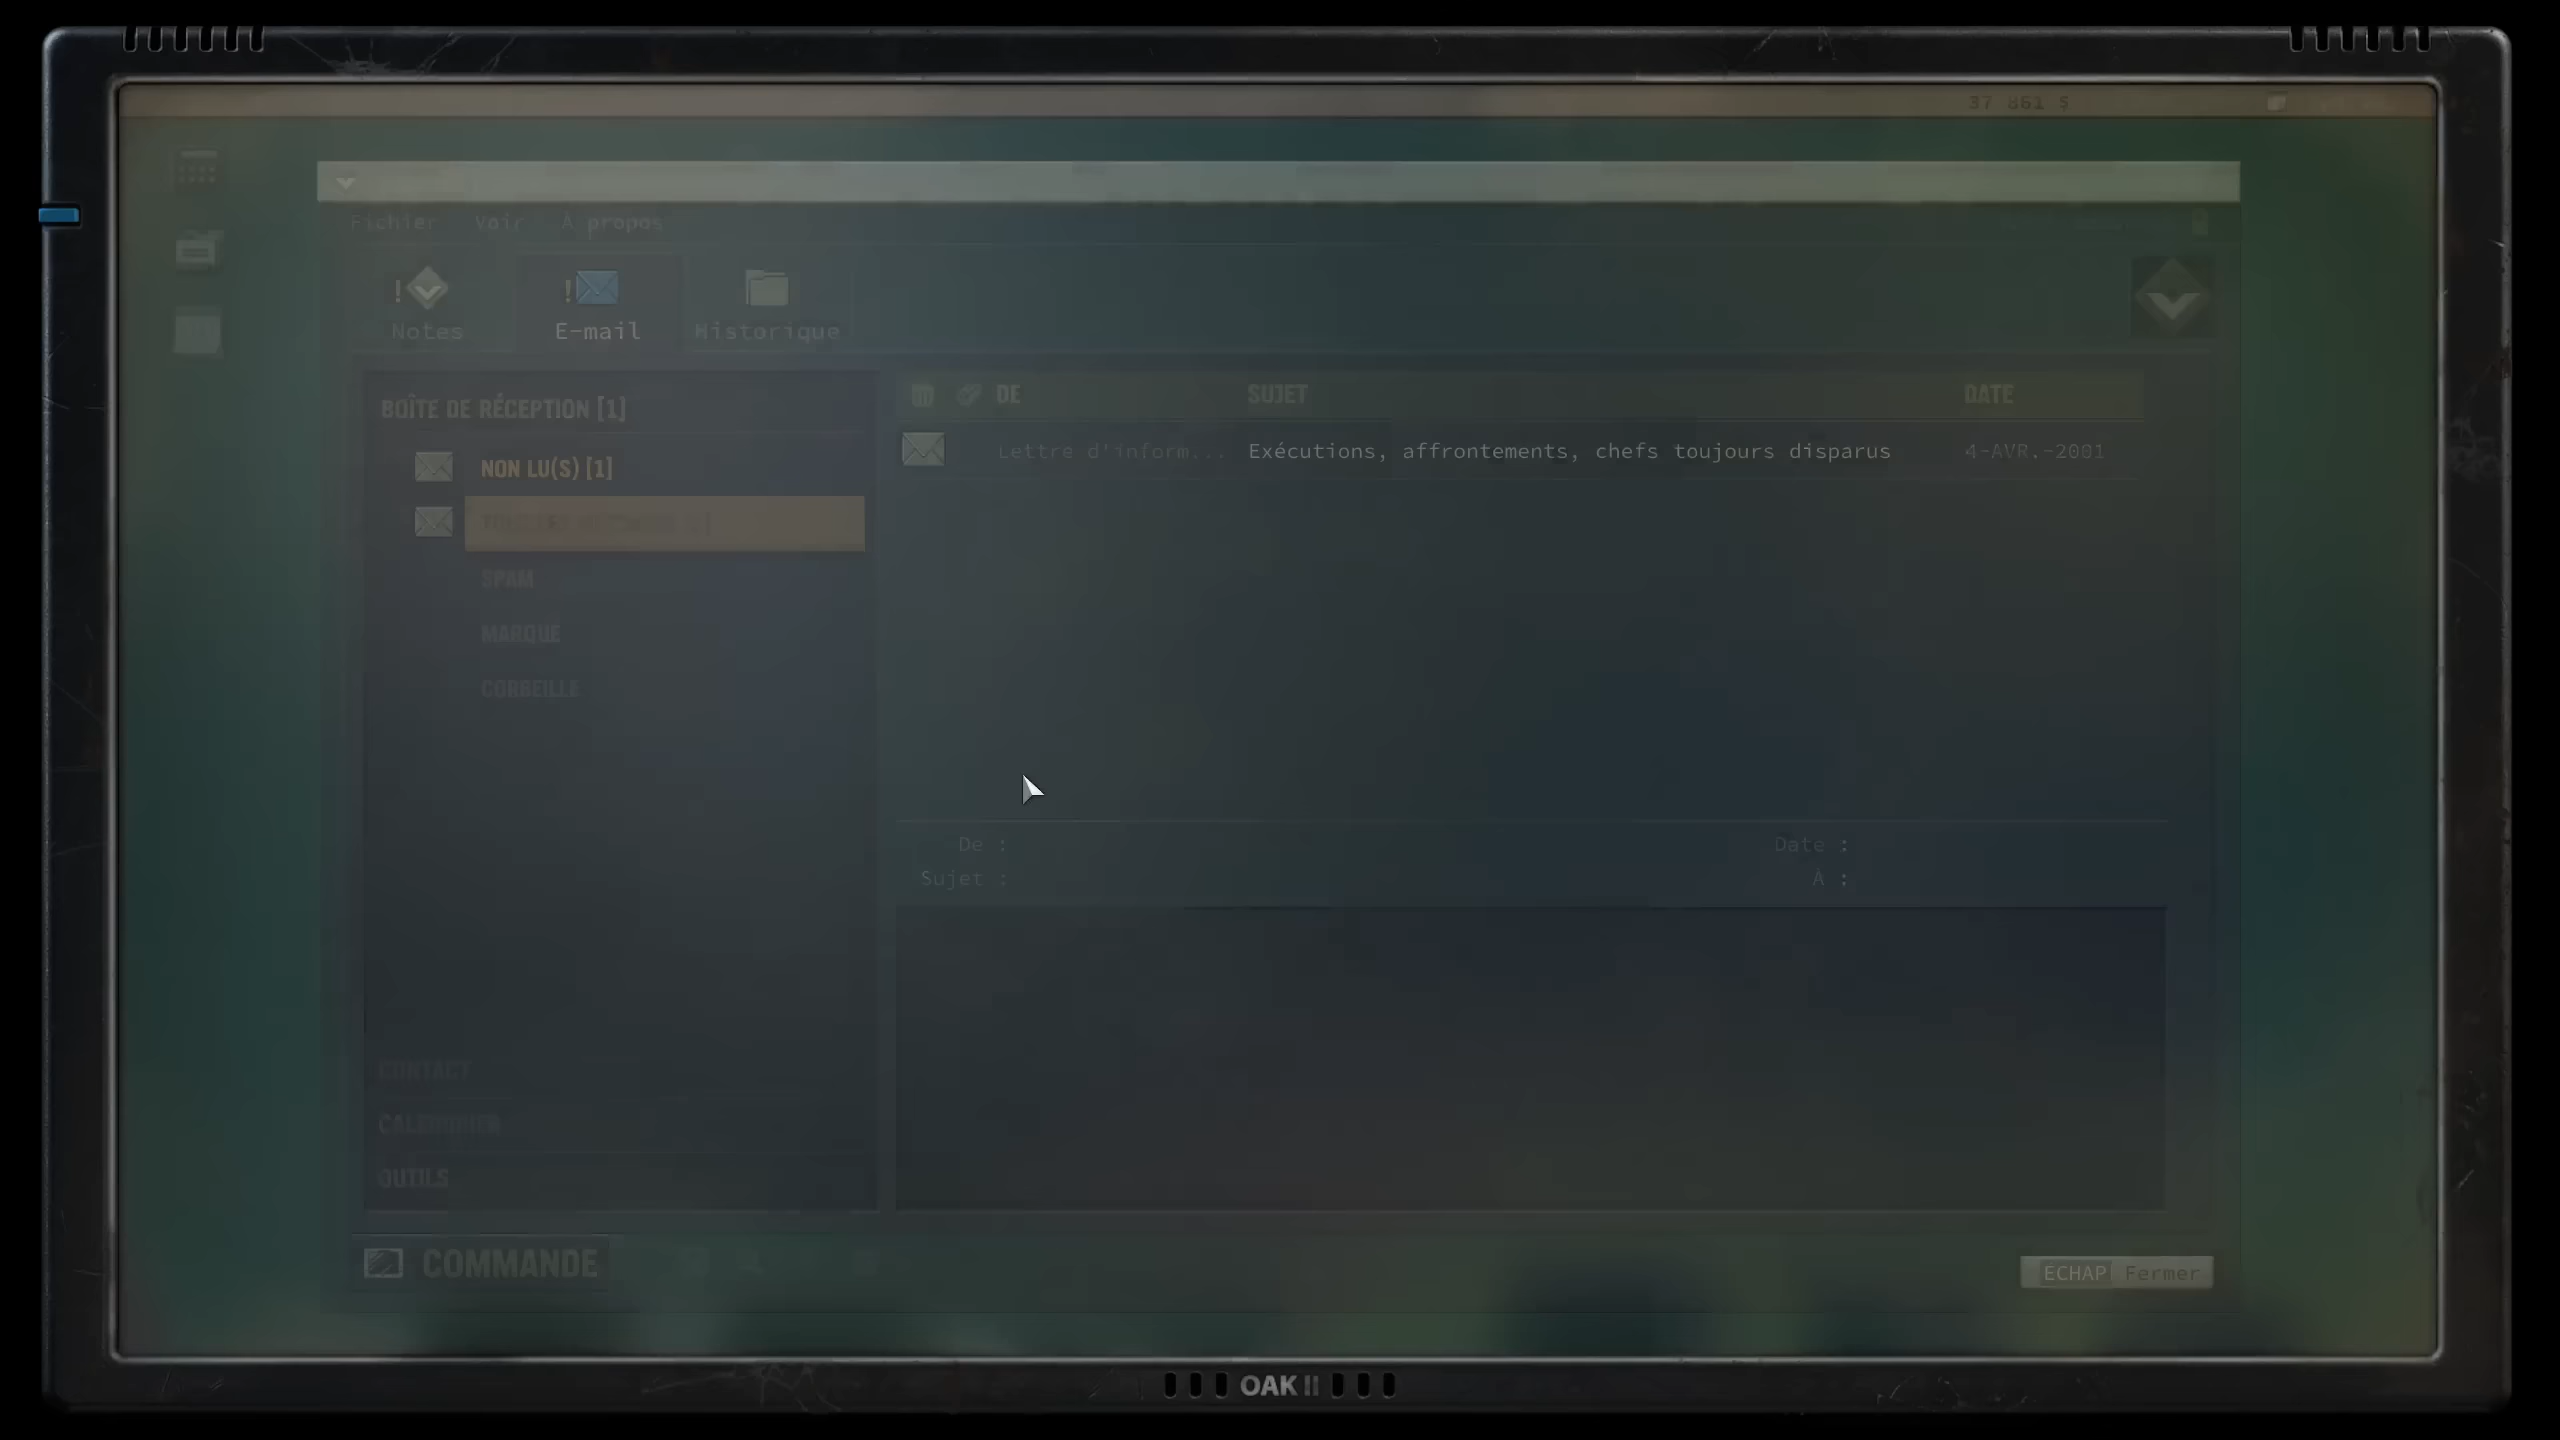 37 861 $
Fichier Voir À propos
! Notes ! E-mail Historique
BOÎTE DE RÉCEPTION [1]
DE SUJET DATE
Lettre d'inform... Exécutions, affrontements, chefs toujours disparus 4-AVR.-2001
NON LU(S) [1]
SPAM
MARQUE
CORBEILLE
De : Date :
Sujet : À :
CONTACT
CALENDRIER
OUTILS
COMMANDE
ÉCHAP Fermer
OAK II